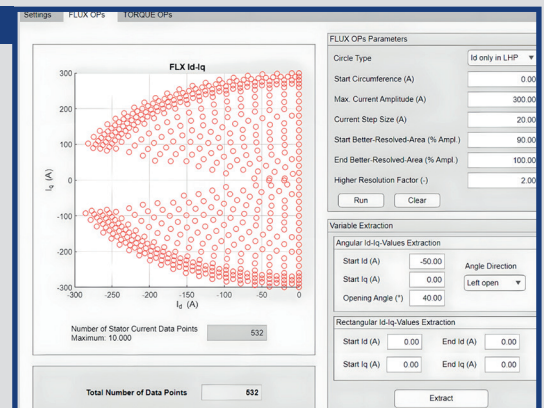 Settings FLUX OPs TORQUE OPs
FLX Id-Iq
300
200
100
0
-100
-200
-300
-300 -250 -200 -150 -100 -50 0
Iq (A)
Id (A)
Number of Stator Current Data Points
Maximum: 10.000
532
Total Number of Data Points 532
FLUX OPs Parameters
Circle Type Id only in LHP
Start Circumference (A) 0.00
Max. Current Amplitude (A) 300.00
Current Step Size (A) 20.00
Start Better-Resolved-Area (% Ampl.) 90.00
End Better-Resolved-Area (% Ampl.) 100.00
Higher Resolution Factor (-) 2.00
Run Clear
Variable Extraction
Angular Id-Iq-Values Extraction
Start Id (A) -50.00
Start Iq (A) 0.00
Opening Angle (°) 40.00
Angle Direction
Left open
Rectangular Id-Iq-Values Extraction
Start Id (A) 0.00 End Id (A) 0.00
Start Iq (A) 0.00 End Iq (A) 0.00
Extract